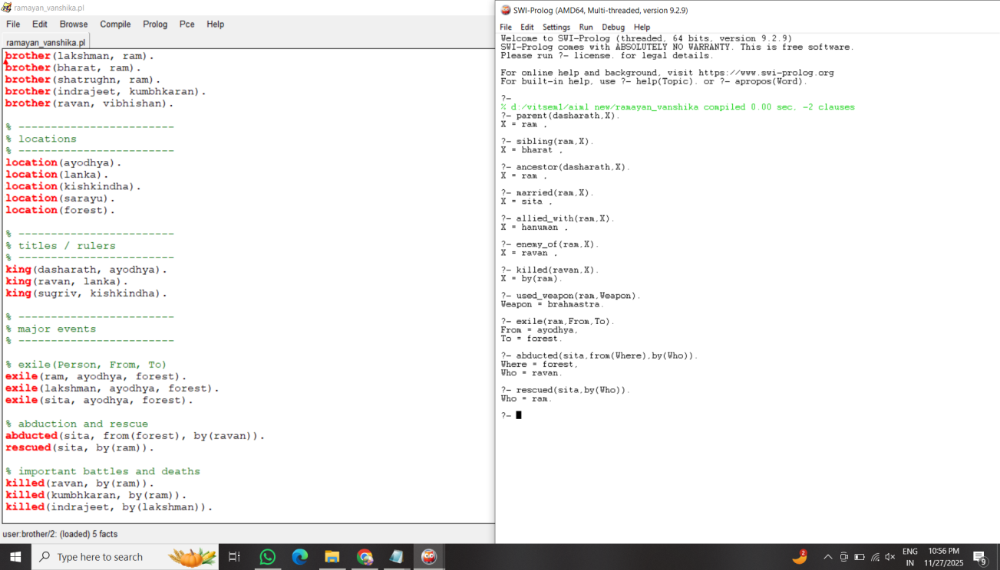 ramayan_vanshika.pl
File Edit Browse Compile Prolog Pce Help
ramayan_vanshika.pl
brother(lakshman, ram).
brother(bharat, ram).
brother(shatrughn, ram).
brother(indrajeet, kumbhkaran).
brother(ravan, vibhishan).
% ------------------------
% locations
% ------------------------
location(ayodhya).
location(lanka).
location(kishkindha).
location(sarayu).
location(forest).
% ------------------------
% titles / rulers
% ------------------------
king(dasharath, ayodhya).
king(ravan, lanka).
king(sugriv, kishkindha).
% ------------------------
% major events
% ------------------------
% exile(Person, From, To)
exile(ram, ayodhya, forest).
exile(lakshman, ayodhya, forest).
exile(sita, ayodhya, forest).
% abduction and rescue
abducted(sita, from(forest), by(ravan)).
rescued(sita, by(ram)).
% important battles and deaths
killed(ravan, by(ram)).
killed(kumbhkaran, by(ram)).
killed(indrajeet, by(lakshman)).
user:brother/2: (loaded) 5 facts
SWI-Prolog (AMD64, Multi-threaded, version 9.2.9)
File Edit Settings Run Debug Help
Welcome to SWI-Prolog (threaded, 64 bits, version 9.2.9)
SWI-Prolog comes with ABSOLUTELY NO WARRANTY. This is free software.
Please run ?- license. for legal details.
For online help and background, visit https://www.swi-prolog.org
For built-in help, use ?- help(Topic). or ?- apropos(Word).
?-
% d:/vitsem1/aiml new/ramayan_vanshika compiled 0.00 sec, -2 clauses
?- parent(dasharath,X).
X = ram .
?- sibling(ram,X).
X = bharat .
?- ancestor(dasharath,X).
X = ram .
?- married(ram,X).
X = sita .
?- allied_with(ram,X).
X = hanuman .
?- enemy_of(ram,X).
X = ravan .
?- killed(ravan,X).
X = by(ram).
?- used_weapon(ram,Weapon).
Weapon = brahmastra.
?- exile(ram,From,To).
From = ayodhya,
To = forest.
?- abducted(sita,from(Where),by(Who)).
Where = forest,
Who = ravan.
?- rescued(sita,by(Who)).
Who = ram.
?-
Type here to search
2
ENG
IN
10:56 PM
11/27/2025
9